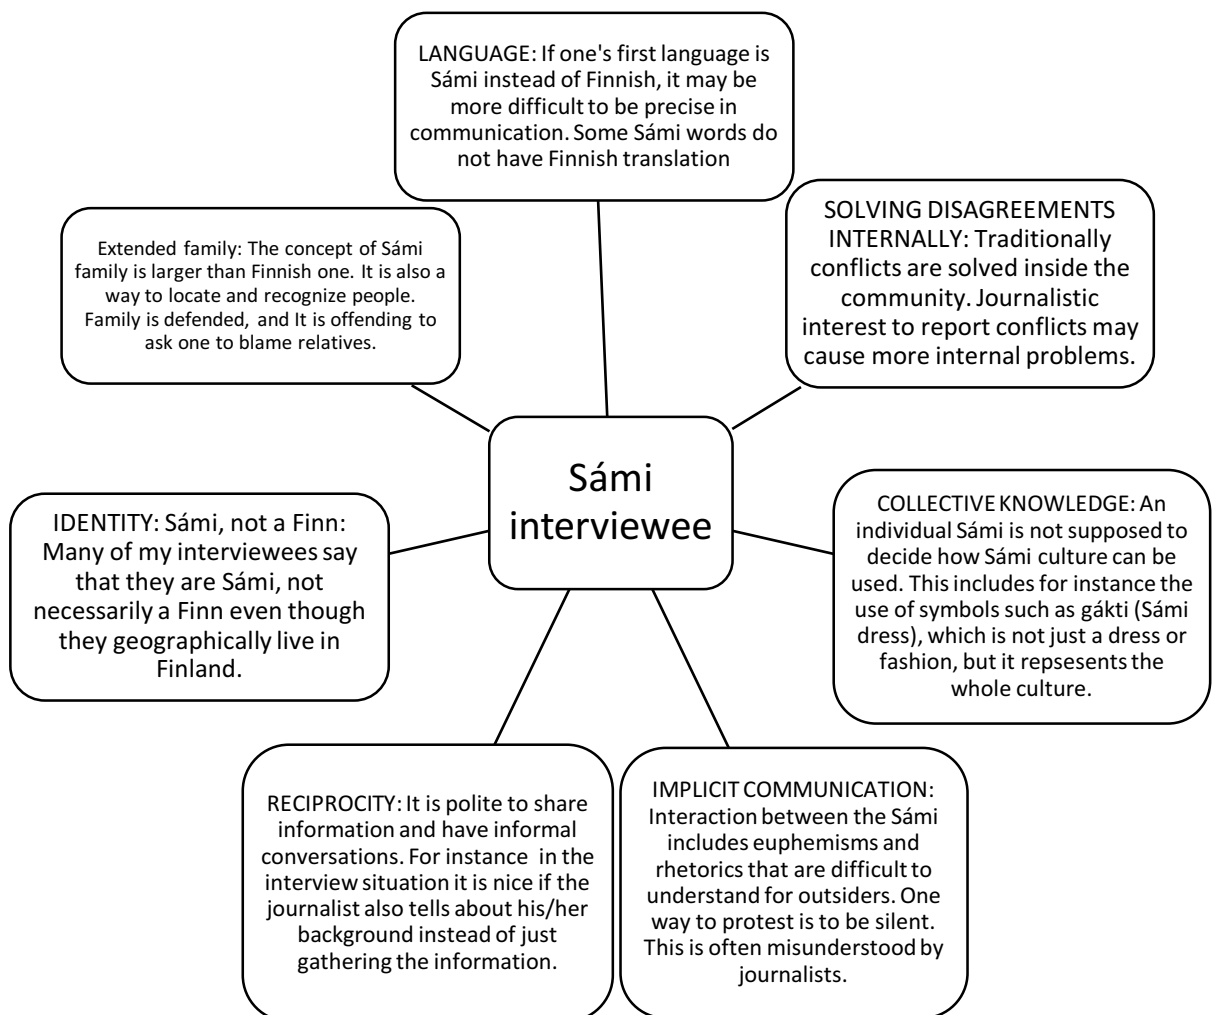 LANGUAGE: If one's first language is
Sámi instead of Finnish, it may be
more difficult to be precise in
communication. Some Sámi words do
not have Finnish translation
SOLVING DISAGREEMENTS
INTERNALLY: Traditionally
conflicts are solved inside the
community. Journalistic
interest to report conflicts may
cause more internal problems.
Extended family: The concept of Sámi
family is larger than Finnish one. It is also a
way to locate and recognize people.
Family is defended, and It is offending to
ask one to blame relatives.
Sámi
interviewee
COLLECTIVE KNOWLEDGE: An
individual Sámi is not supposed to
decide how Sámi culture can be
used. This includes for instance the
use of symbols such as gákti (Sámi
dress), which is not just a dress or
fashion, but it repsesents the
whole culture.
IDENTITY: Sámi, not a Finn:
Many of my interviewees say
that they are Sámi, not
necessarily a Finn even though
they geographically live in
Finland.
RECIPROCITY: It is polite to share
information and have informal
conversations. For instance in the
interview situation it is nice if the
journalist also tells about his/her
background instead of just
gathering the information.
IMPLICIT COMMUNICATION:
Interaction between the Sámi
includes euphemisms and
rhetorics that are difficult to
understand for outsiders. One
way to protest is to be silent.
This is often misunderstood by
journalists.